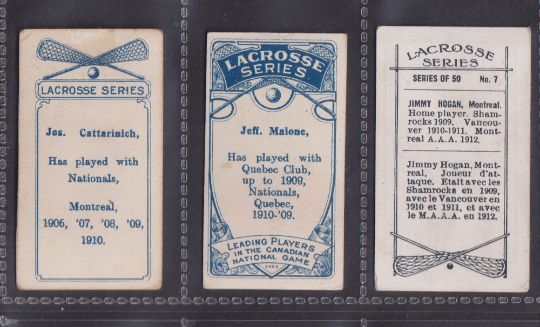 LACROSSE SERIES
Jos. Cattarinich,
Has played with
Nationals,
Montreal,
1906, '07, '08, '09,
1910.
LACROSSE
SERIES
Jeff. Malone,
Has played with
Quebec Club,
up to 1909,
Nationals,
Quebec,
1910-'09.
LEADING PLAYERS
IN THE CANADIAN
NATIONAL GAME
LACROSSE
SERIES
SERIES OF 50 No. 7
JIMMY HOGAN, Montreal.
Home player. Sham-
rocks 1909, Vancou-
ver 1910-1911. Mont-
real A.A.A. 1912.
Jimmy Hogan, Mont-
real, Joueur d'at-
taque. Etait avec les
Shamrocks en 1909,
avec le Vancouver en
1910 et 1911, et avec
le M.A.A.A. en 1912.